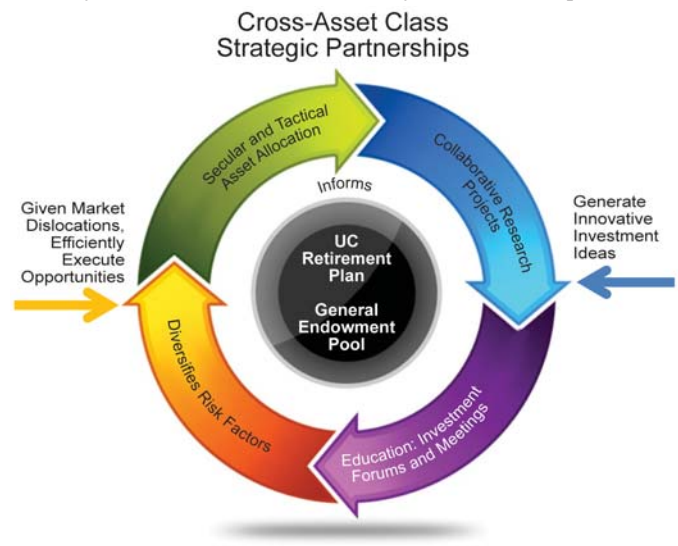 Cross-Asset Class
Strategic Partnerships
Secular and Tactical
Asset Allocation
Collaborative Research
Projects
Informs
Given Market
Dislocations,
Efficiently
Execute
Opportunities
UC
Retirement
Plan
General
Endowment
Pool
Generate
Innovative
Investment
Ideas
Diversifies Risk Factors
Education: Investment
Forums and Meetings